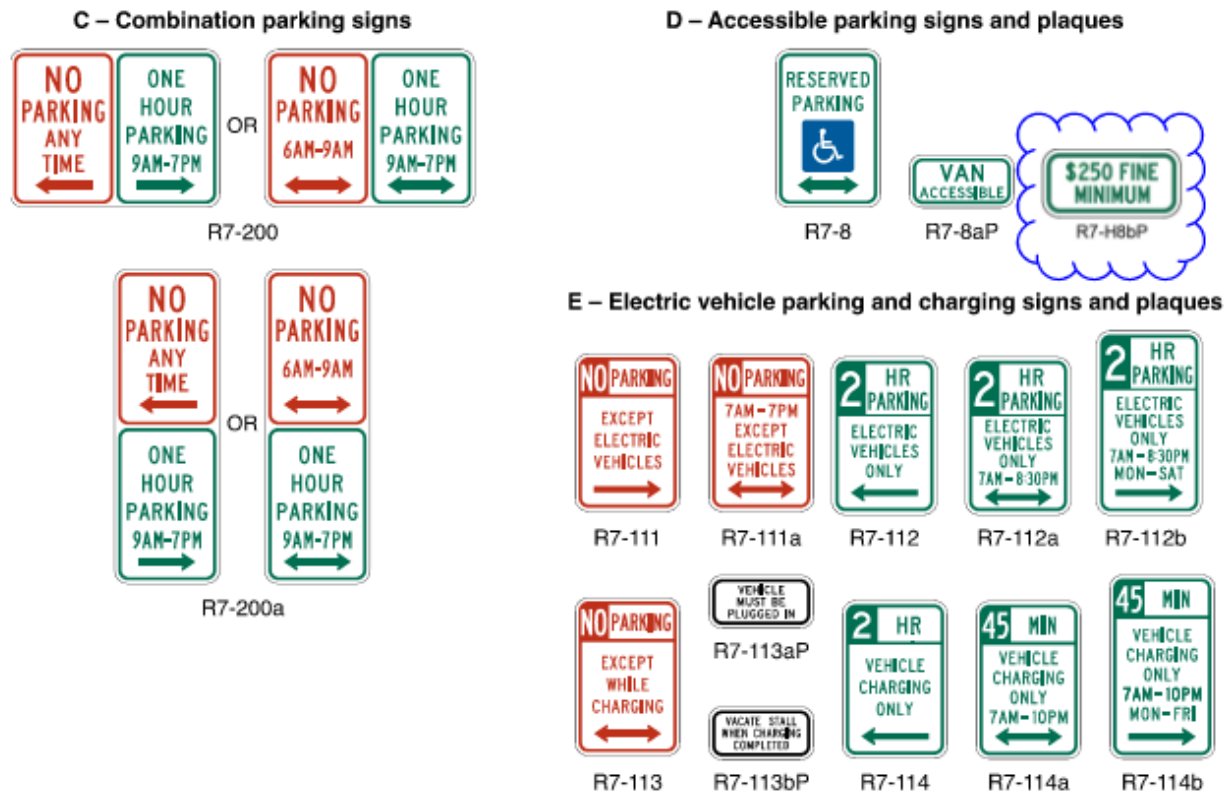 C – Combination parking signs
NO
PARKING
ANY
TIME
ONE
HOUR
PARKING
9AM–7PM
OR
NO
PARKING
6AM–9AM
ONE
HOUR
PARKING
9AM–7PM
R7-200
NO
PARKING
ANY
TIME
ONE
HOUR
PARKING
9AM–7PM
OR
NO
PARKING
6AM–9AM
ONE
HOUR
PARKING
9AM–7PM
R7-200a
D – Accessible parking signs and plaques
RESERVED
PARKING
R7-8
VAN
ACCESSIBLE
R7-8aP
$250 FINE
MINIMUM
R7-H8bP
E – Electric vehicle parking and charging signs and plaques
NO PARKING
EXCEPT
ELECTRIC
VEHICLES
R7-111
NO PARKING
7AM–7PM
EXCEPT
ELECTRIC
VEHICLES
R7-111a
2 HR
PARKING
ELECTRIC
VEHICLES
ONLY
R7-112
2 HR
PARKING
ELECTRIC
VEHICLES
ONLY
7AM–8:30PM
R7-112a
2 HR
PARKING
ELECTRIC
VEHICLES
ONLY
7AM–8:30PM
MON–SAT
R7-112b
NO PARKING
EXCEPT
WHILE
CHARGING
R7-113
VEHICLE
MUST BE
PLUGGED IN
R7-113aP
VACATE STALL
WHEN CHARGING
COMPLETED
R7-113bP
2 HR
VEHICLE
CHARGING
ONLY
R7-114
45 MIN
VEHICLE
CHARGING
ONLY
7AM–10PM
R7-114a
45 MIN
VEHICLE
CHARGING
ONLY
7AM–10PM
MON–FRI
R7-114b